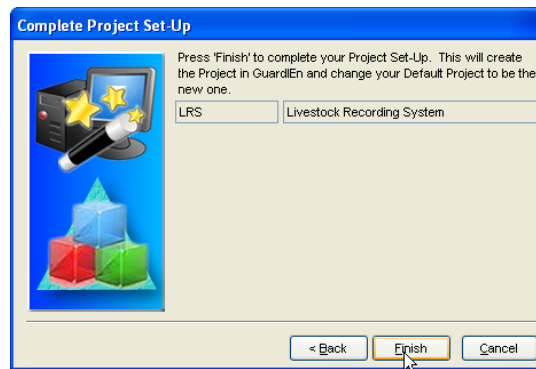 Complete Project Set-Up
Press 'Finish' to complete your Project Set-Up. This will create
the Project in GuardIEn and change your Default Project to be the
new one.
LRS Livestock Recording System
< Back Finish Cancel